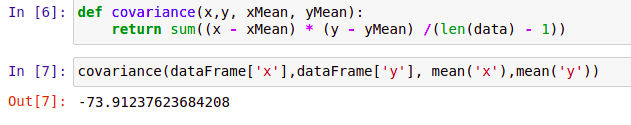 In [6]: def covariance(x,y, xMean, yMean):
    return sum((x - xMean) * (y - yMean) /(len(data) - 1))
In [7]: covariance(dataFrame['x'],dataFrame['y'], mean('x'),mean('y'))
Out[7]: -73.91237623684208